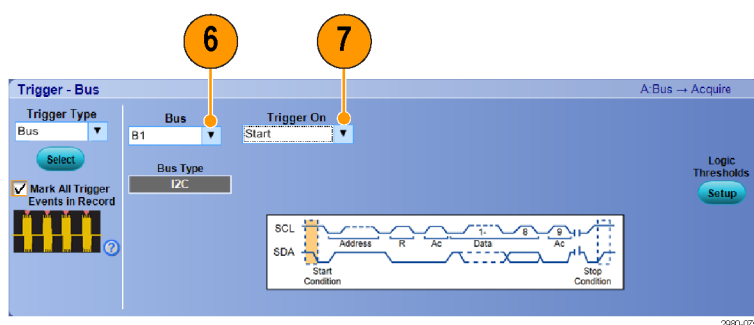 6
7
Trigger - Bus
A:Bus → Acquire
Trigger Type
Bus
Select
Mark All Trigger
Events in Record
Bus
B1
Bus Type
I2C
Trigger On
Start
Logic
Thresholds
Setup
SCL
SDA
1-
8
9
Address
R
Ac
Data
Ac
Start
Condition
Stop
Condition